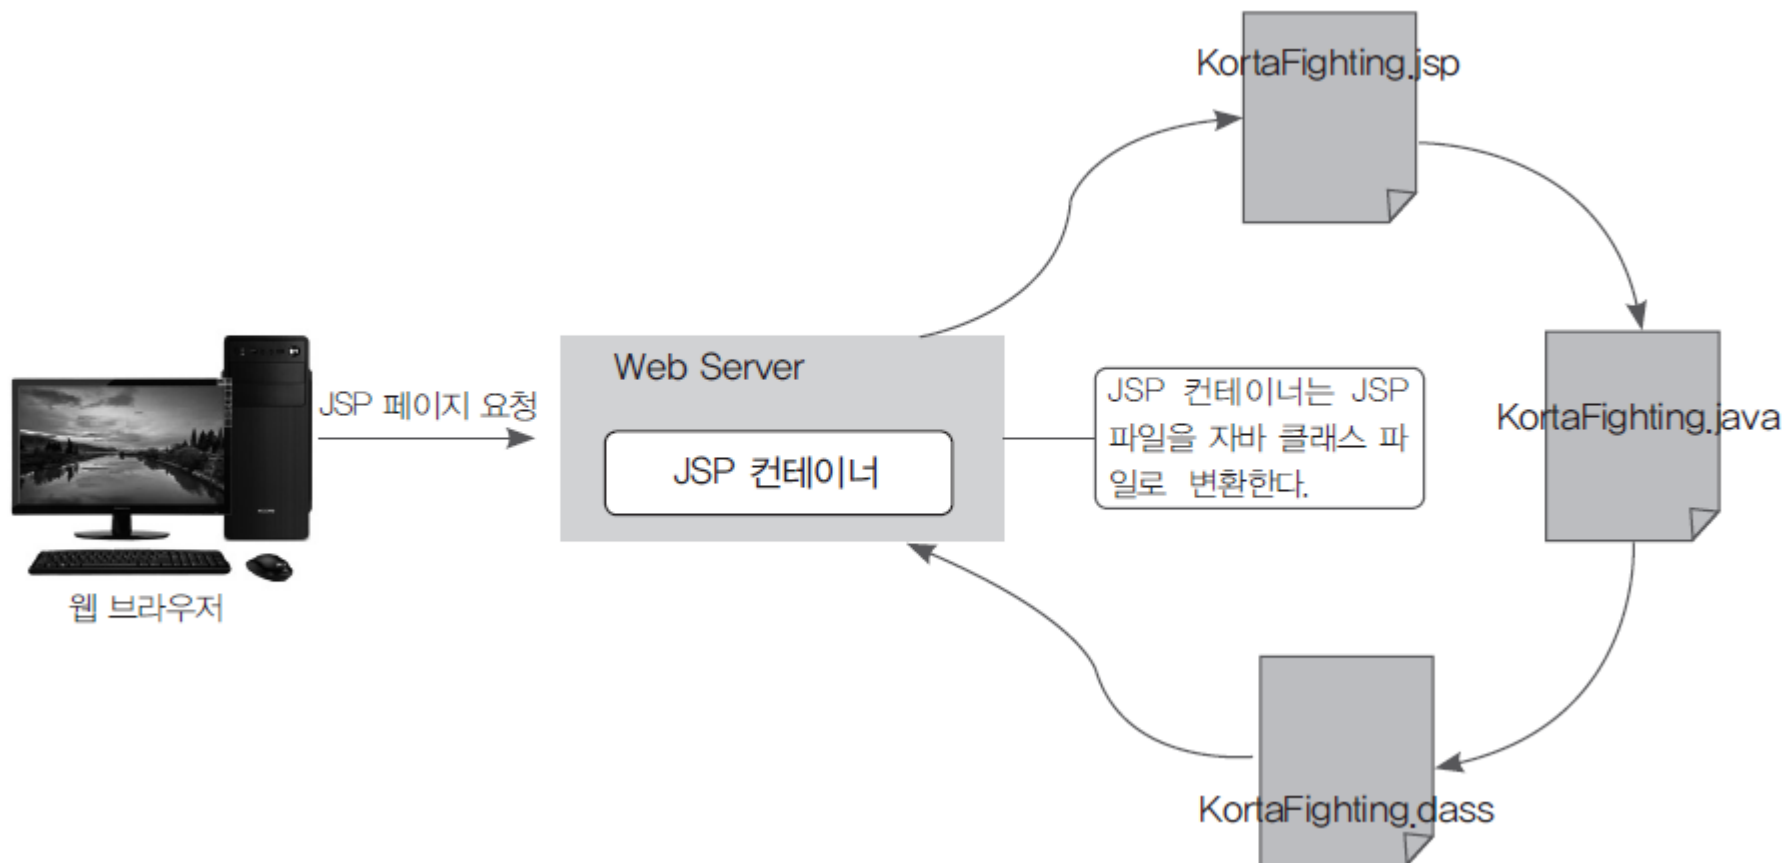 KortaFighting.jsp
Web Server
JSP 페이지 요청
JSP 컨테이너는 JSP
파일을 자바 클래스 파
일로 변환한다.
KortaFighting.java
JSP 컨테이너
웹 브라우저
KortaFighting.dass